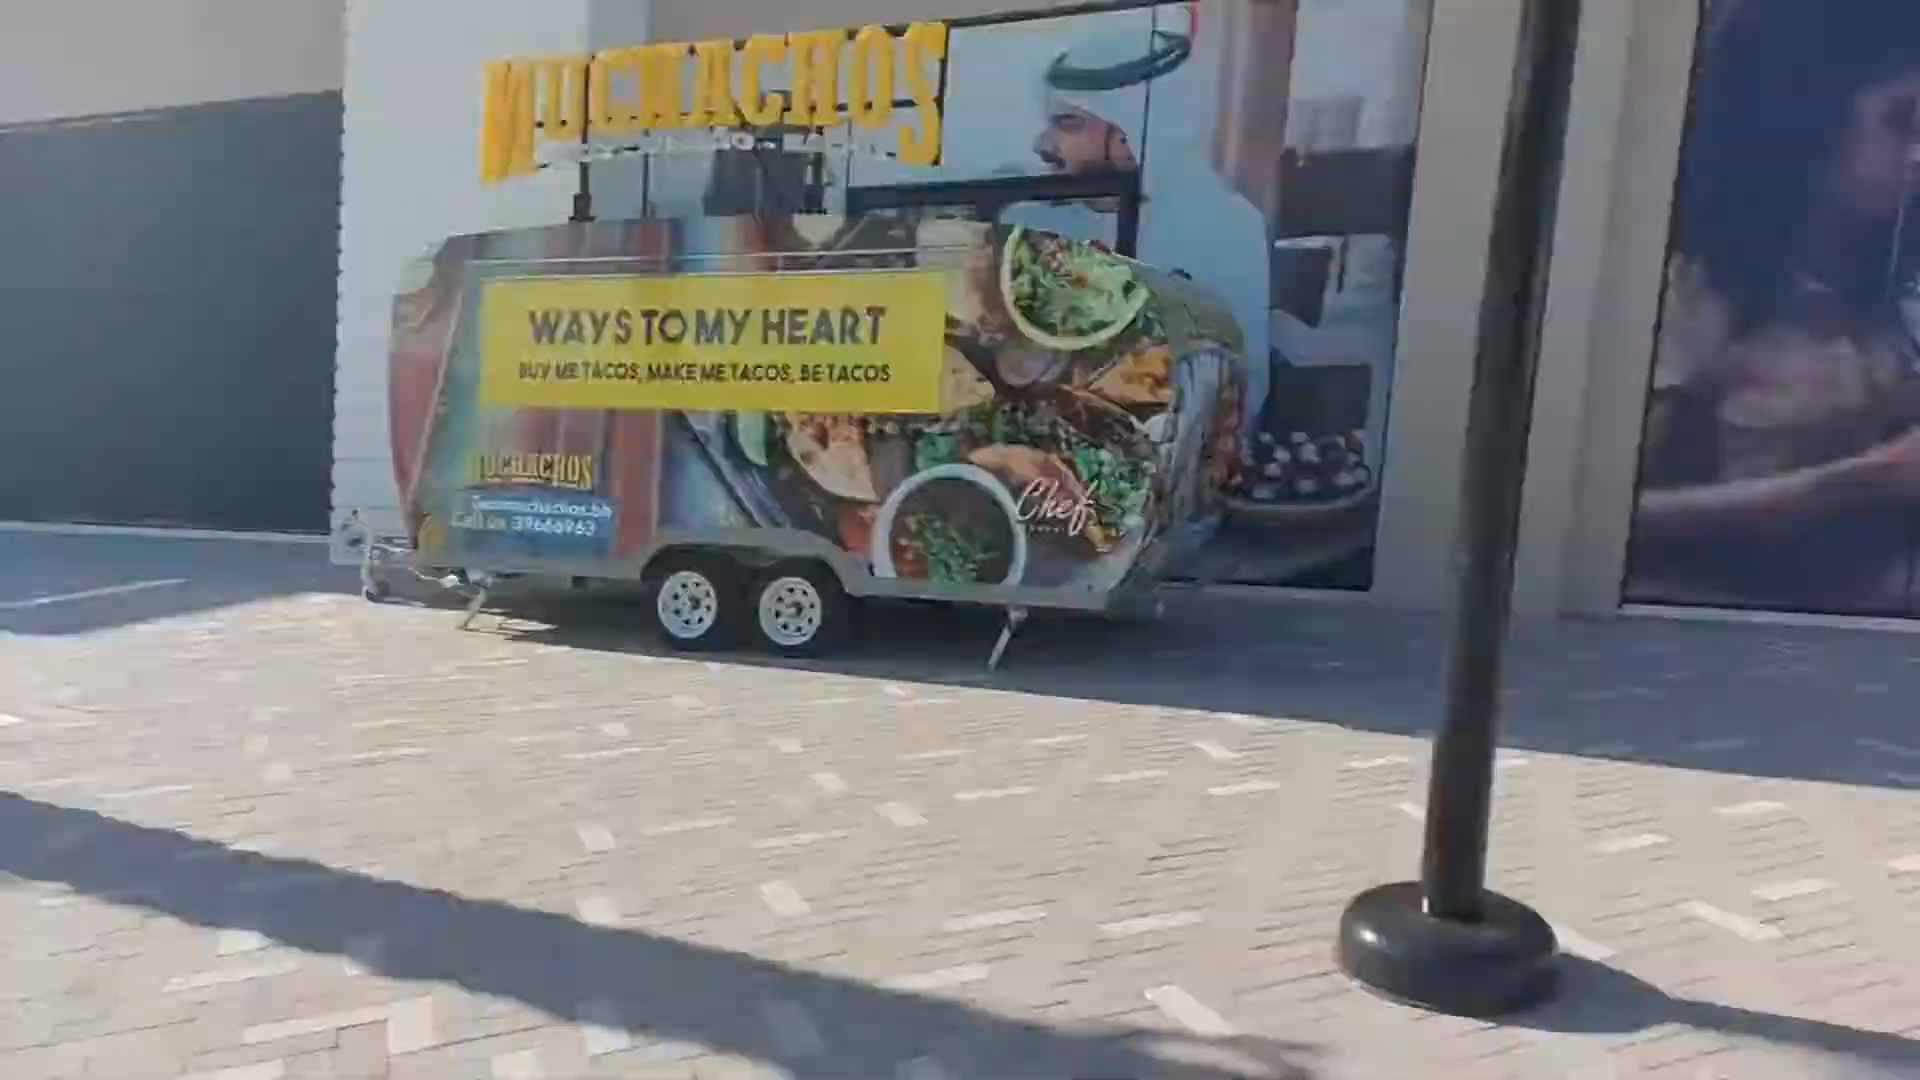 MUCHACHOS
WAYS TO MY HEART
BUY ME TACOS, MAKE ME TACOS, BE TACOS
MUCHACHOS
Call us 39666963
Chef